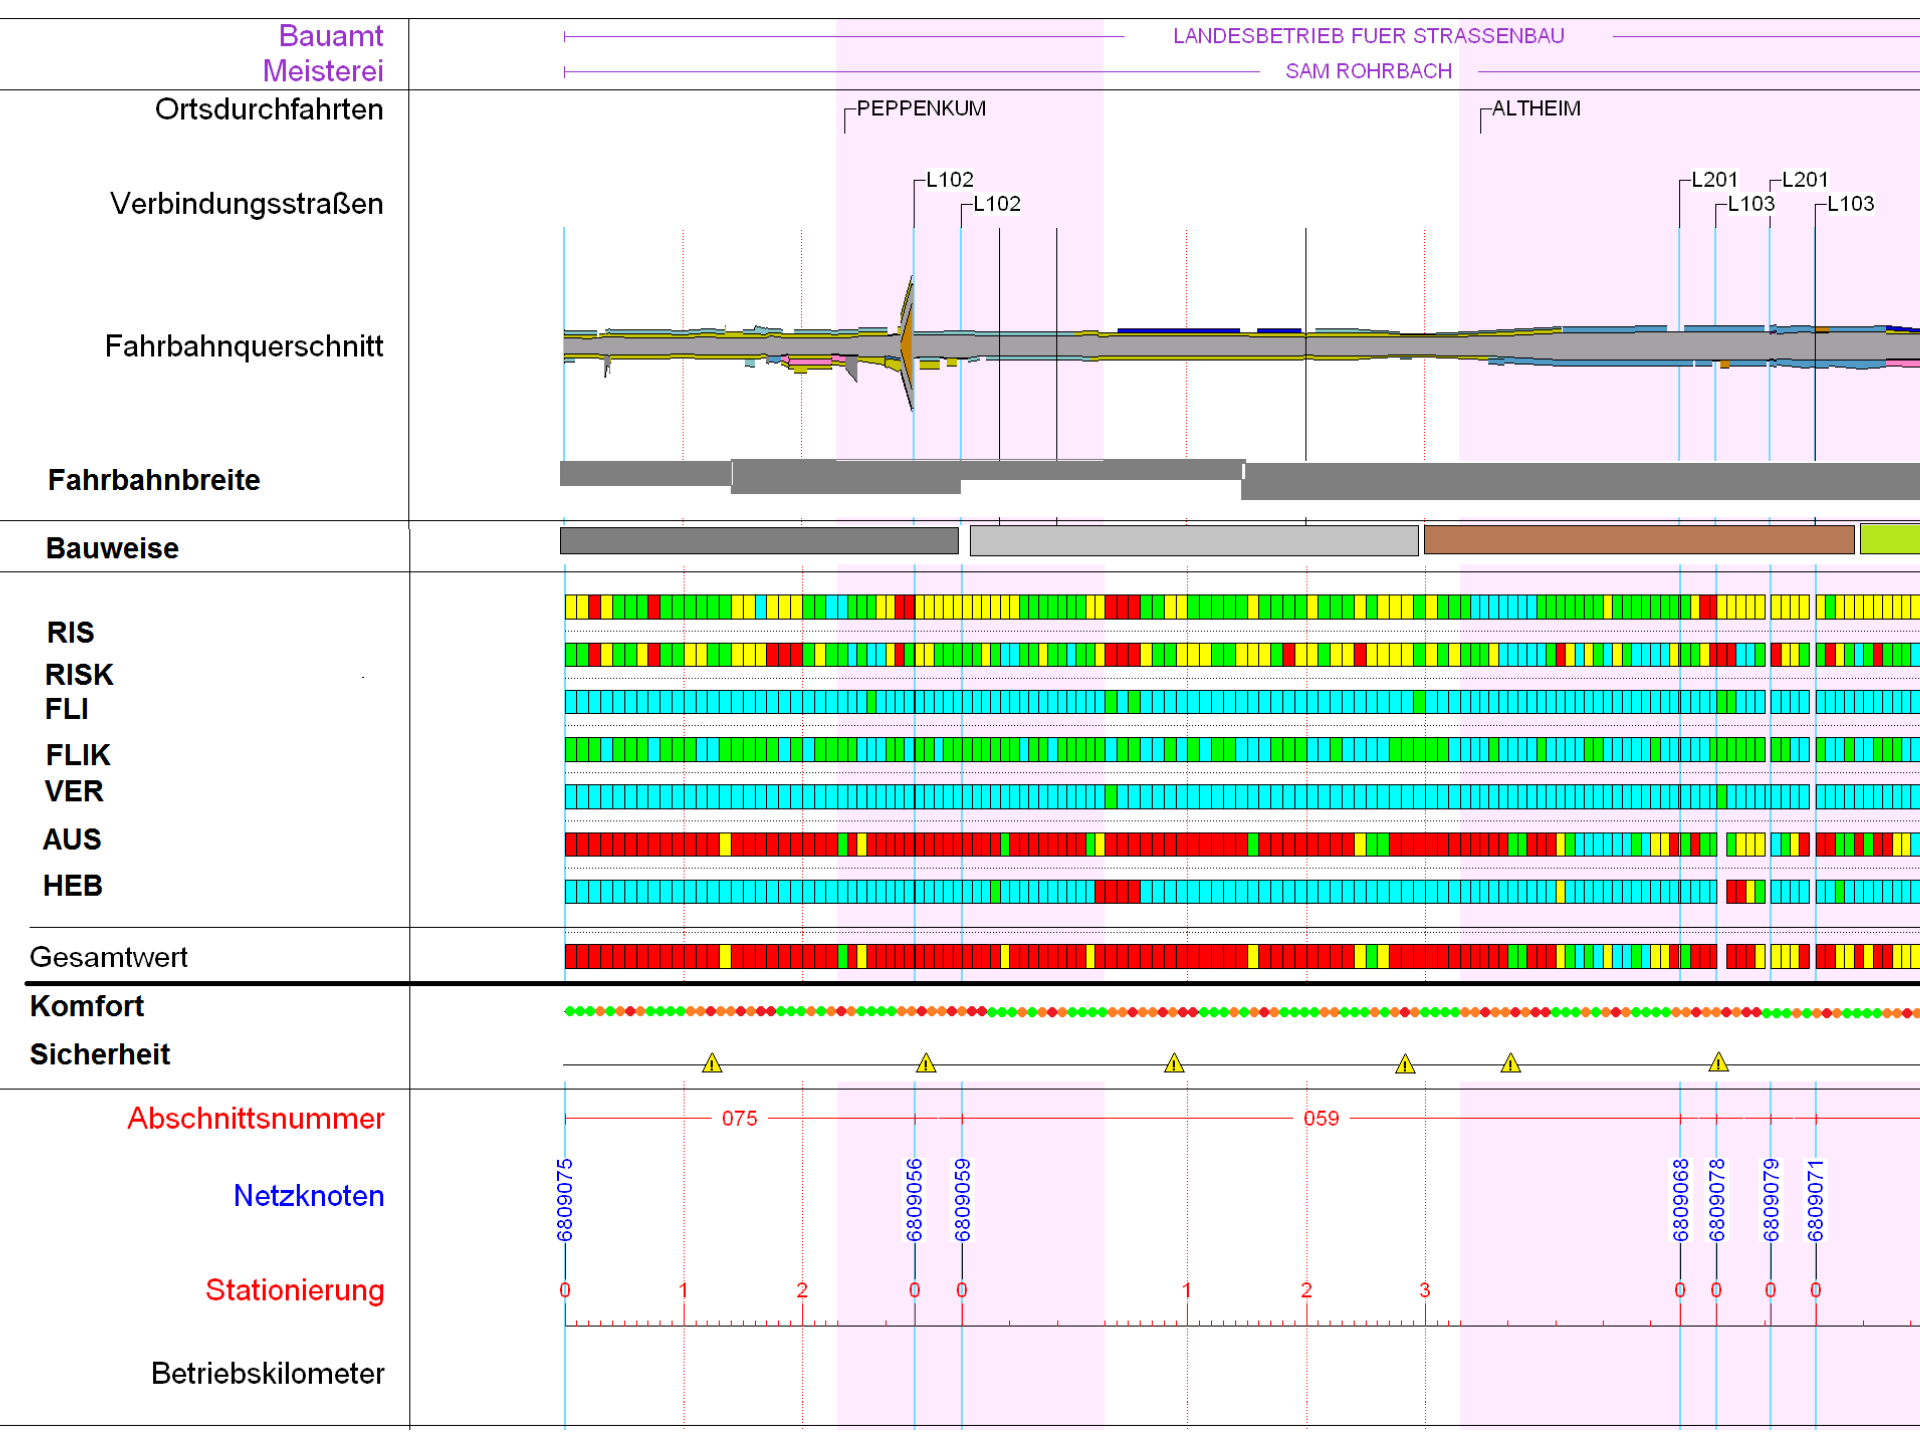 Bauamt LANDESBETRIEB FUER STRASSENBAU
Meisterei SAM ROHRBACH
Ortsdurchfahrten PEPPENKUM ALTHEIM
L102 L201 L201
Verbindungsstraßen L102 L103 L103
Fahrbahnquerschnitt
Fahrbahnbreite
Bauweise
RIS
RISK
FLI
FLIK
VER
AUS
HEB
Gesamtwert
Komfort
Sicherheit ! ! ! ! ! !
Abschnittsnummer 075 059
Netzknoten 6809075 6809056 6809059 6809068 6809078 6809079 6809071
Stationierung 0 1 2 0 0 1 2 3 0 0 0 0
Betriebskilometer